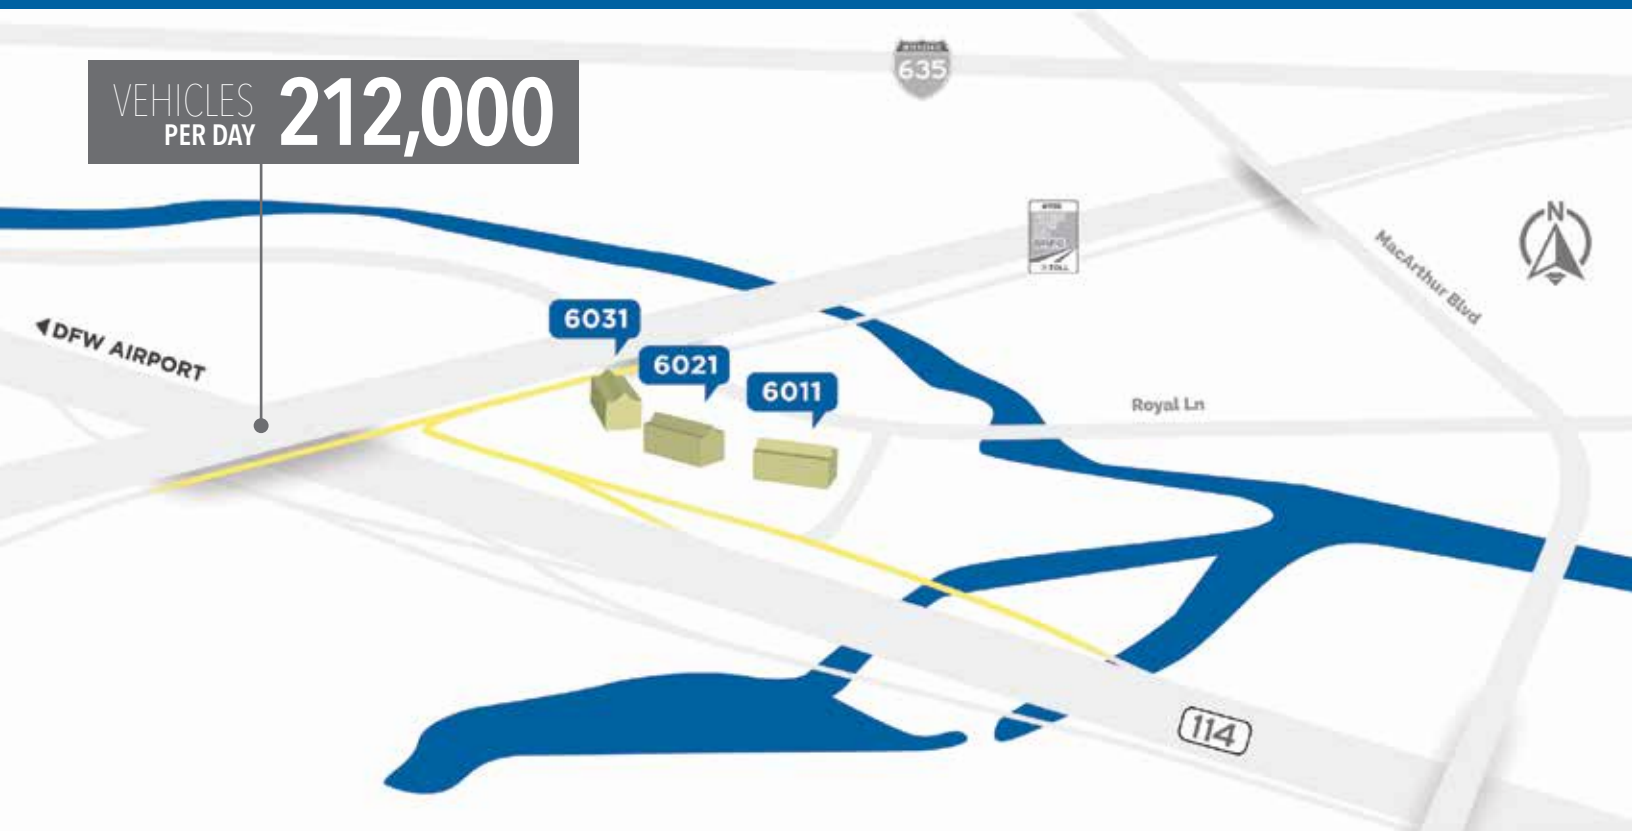 635
VEHICLES
PER DAY
212,000
N
MacArthur Blvd
6031
DFW AIRPORT
6021
6011
Royal Ln
114